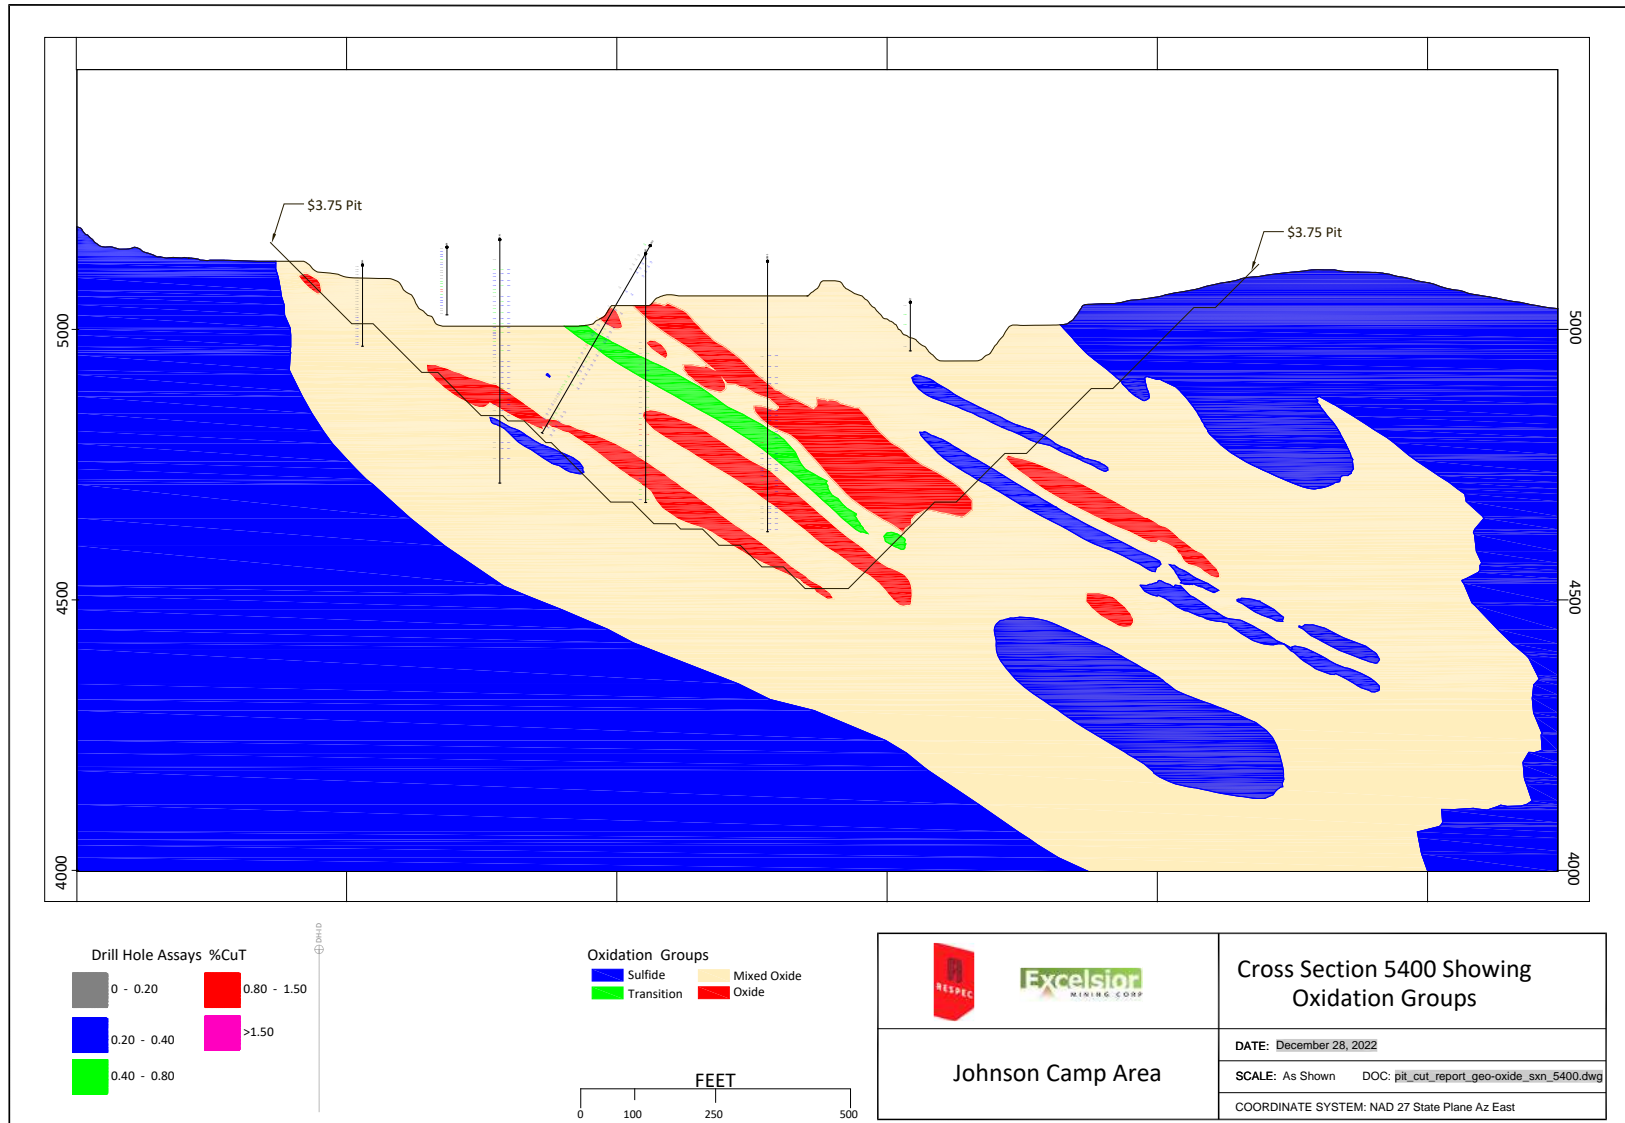 $3.75 Pit
$3.75 Pit
5000
5000
4500
4500
4000
4000
Drill Hole Assays %CuT
0 - 0.20
0.80 - 1.50
0.20 - 0.40
>1.50
0.40 - 0.80
DH-ID
Oxidation Groups
Sulfide
Mixed Oxide
Transition
Oxide
FEET
0
100
250
500
RESPEC
Excelsior
MINING CORP
Johnson Camp Area
Cross Section 5400 Showing
Oxidation Groups
DATE: December 28, 2022
SCALE: As Shown DOC: pit_cut_report_geo-oxide_sxn_5400.dwg
COORDINATE SYSTEM: NAD 27 State Plane Az East